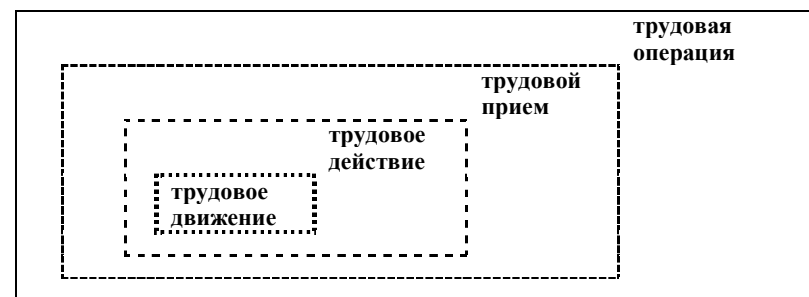 трудовая
операция
трудовой
прием
трудовое
действие
трудовое
движение